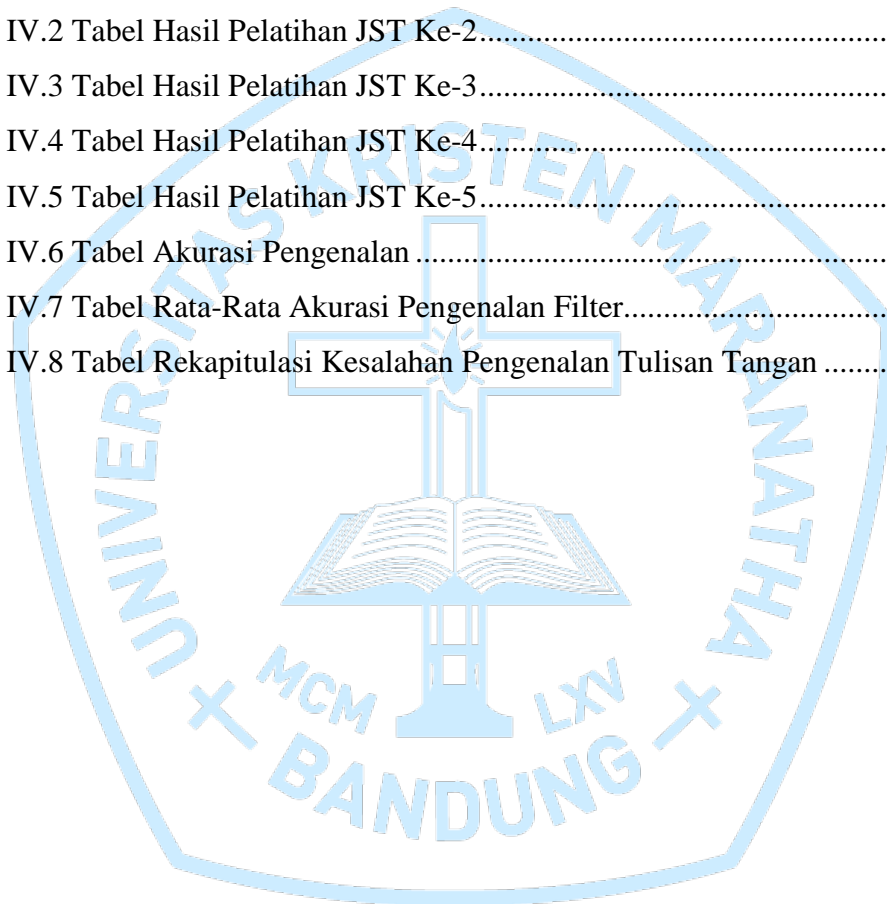 IV.2 Tabel Hasil Pelatihan JST Ke-2..............................................................
IV.3 Tabel Hasil Pelatihan JST Ke-3..............................................................
IV.4 Tabel Hasil Pelatihan JST Ke-4..............................................................
IV.5 Tabel Hasil Pelatihan JST Ke-5..............................................................
IV.6 Tabel Akurasi Pengenalan.......................................................................
IV.7 Tabel Rata-Rata Akurasi Pengenalan Filter........................................
IV.8 Tabel Rekapitulasi Kesalahan Pengenalan Tulisan Tangan ........
UNIVERSITAS KRISTEN MARANATHA
MCM LXV
BANDUNG